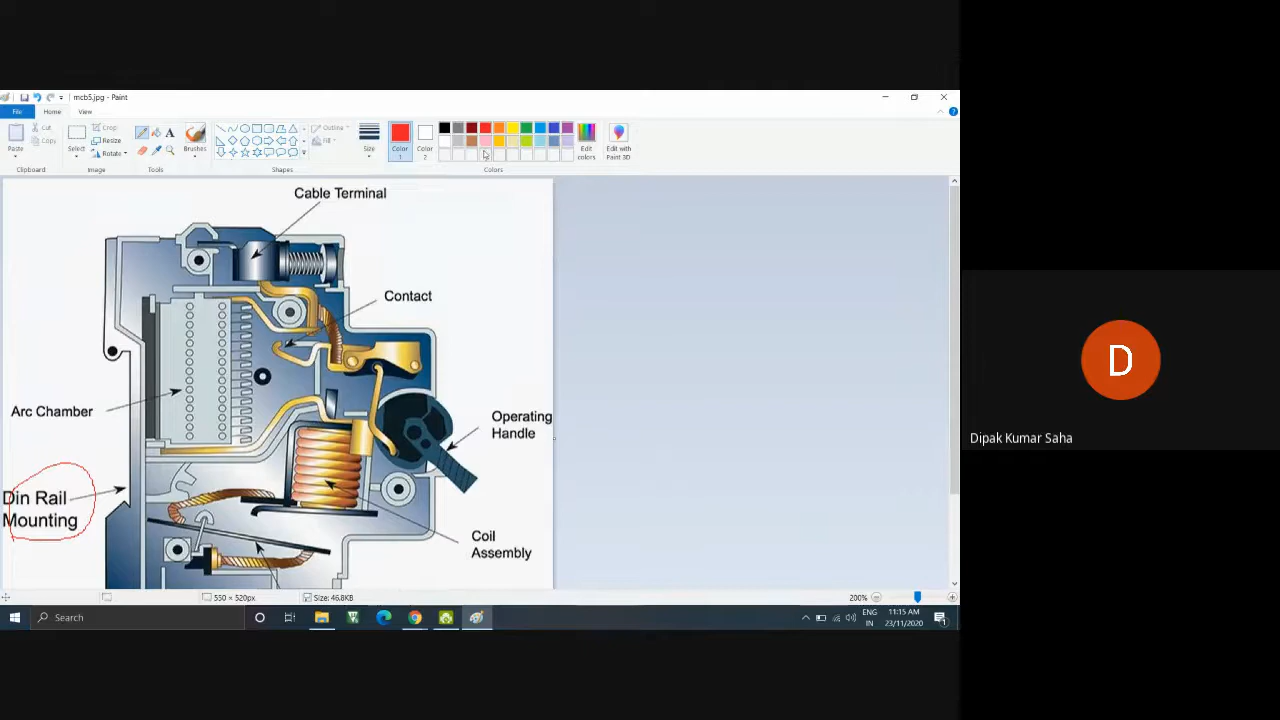 mcb5.jpg - Paint
File
Home
View
Paste
Cut
Copy
Clipboard
Select
Crop
Resize
Rotate
Image
A
Tools
Brushes
Outline
Fill
Shapes
Size
Color
1
Color
2
Colors
Edit
colors
Edit with
Paint 3D
Cable Terminal
Contact
Arc Chamber
Operating
Handle
Din Rail
Mounting
Coil
Assembly
550 × 520px
Size: 46.8KB
200%
Search
ENG
IN
11:15 AM
23/11/2020
D
Dipak Kumar Saha